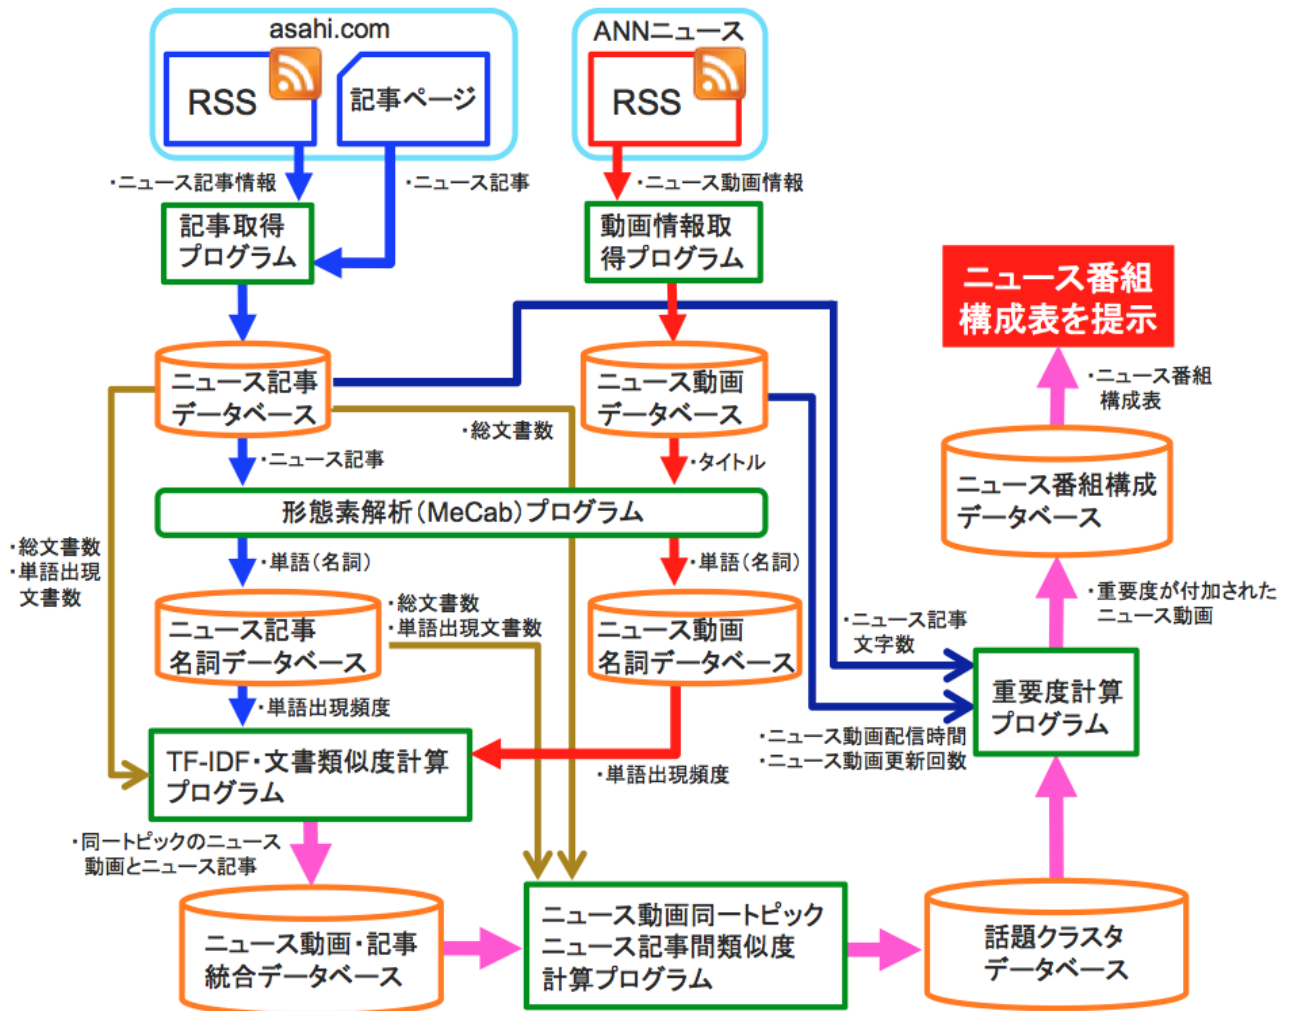 asahi.com
RSS
記事ページ
ANNニュース
RSS
・ニュース記事情報
・ニュース記事
・ニュース動画情報
記事取得
プログラム
動画情報取
得プログラム
ニュース番組
構成表を提示
ニュース記事
データベース
ニュース動画
データベース
・ニュース番組
構成表
・総文書数
・ニュース記事
・タイトル
ニュース番組構成
データベース
形態素解析(MeCab)プログラム
・総文書数
・単語出現
文書数
・単語(名詞)
・単語(名詞)
・総文書数
・単語出現文書数
・重要度が付加された
ニュース動画
ニュース記事
名詞データベース
ニュース動画
名詞データベース
・ニュース記事
文字数
重要度計算
プログラム
・単語出現頻度
・ニュース動画配信時間
・ニュース動画更新回数
TF-IDF・文書類似度計算
プログラム
・単語出現頻度
・同一トピックのニュース
動画とニュース記事
ニュース動画・記事
統合データベース
ニュース動画同一トピック
ニュース記事間類似度
計算プログラム
話題クラスタ
データベース